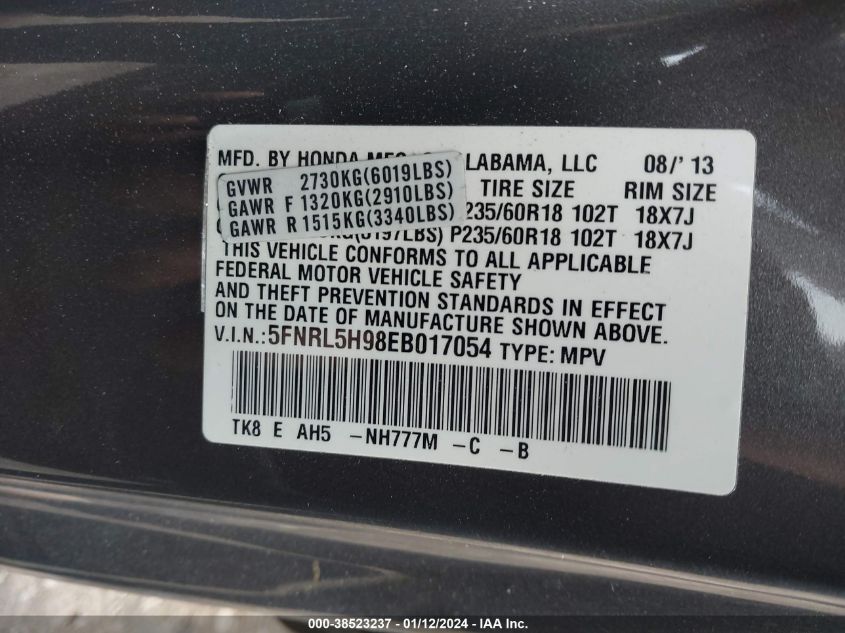 MFD. BY HONDA LABAMA, LLC 08/' 13
GVWR 2730KG(6019LBS)
GAWR F 1320KG(2910LBS)
GAWR R 1515KG(3340LBS)
TIRE SIZE RIM SIZE
235/60R18 102T 18X7J
P235/60R18 102T 18X7J
THIS VEHICLE CONFORMS TO ALL APPLICABLE
FEDERAL MOTOR VEHICLE SAFETY
AND THEFT PREVENTION STANDARDS IN EFFECT
ON THE DATE OF MANUFACTURE SHOWN ABOVE.
V.I.N.:5FNRL5H98EB017054 TYPE: MPV
TK8 E AH5 -NH777M -C -B
000-38523237 - 01/12/2024 - IAA Inc.